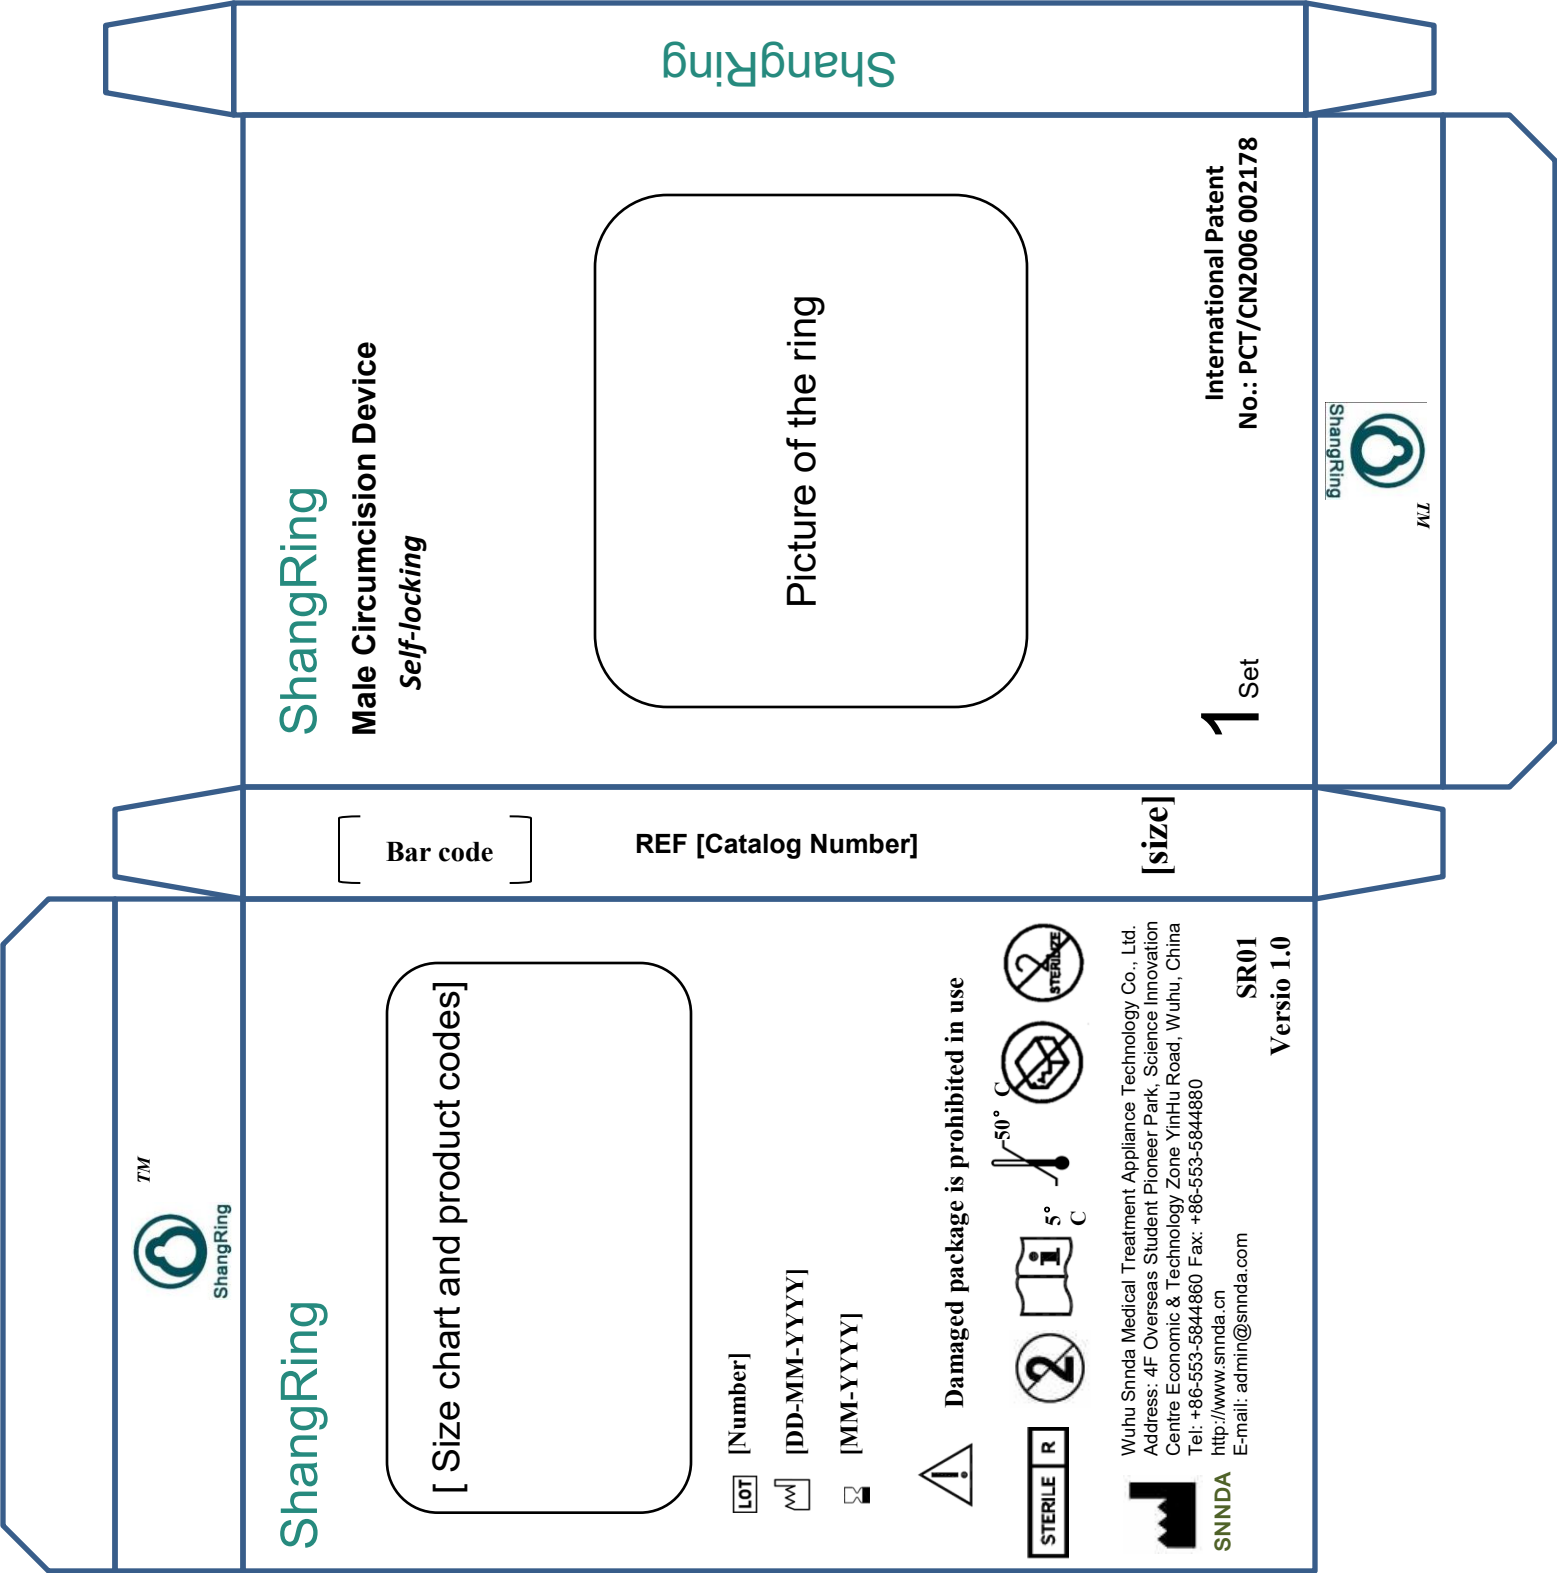 ShangRing
ShangRing
Male Circumcision Device
Self-locking
Picture of the ring
1 Set
International Patent
No.: PCT/CN2006 002178
ShangRing
TM
Bar code
REF [Catalog Number]
[size]
TM
ShangRing
ShangRing
[ Size chart and product codes]
LOT [Number]
[DD-MM-YYYY]
[MM-YYYY]
Damaged package is prohibited in use
STERILE R
2
i
5°
C
50° C
2
STERILIZE
Wuhu Snnda Medical Treatment Appliance Technology Co., Ltd.
Address: 4F Overseas Student Pioneer Park, Science Innovation
Centre Economic & Technology Zone YinHu Road, Wuhu, China
Tel: +86-553-5844860 Fax: +86-553-5844880
http://www.snnda.cn
E-mail: admin@snnda.com
SNNDA
SR01
Versio 1.0